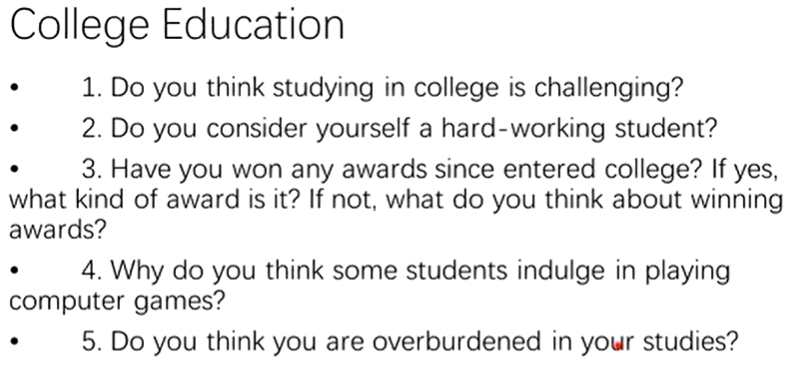 College Education
• 1. Do you think studying in college is challenging?
• 2. Do you consider yourself a hard-working student?
• 3. Have you won any awards since entered college? If yes,
what kind of award is it? If not, what do you think about winning
awards?
• 4. Why do you think some students indulge in playing
computer games?
• 5. Do you think you are overburdened in your studies?